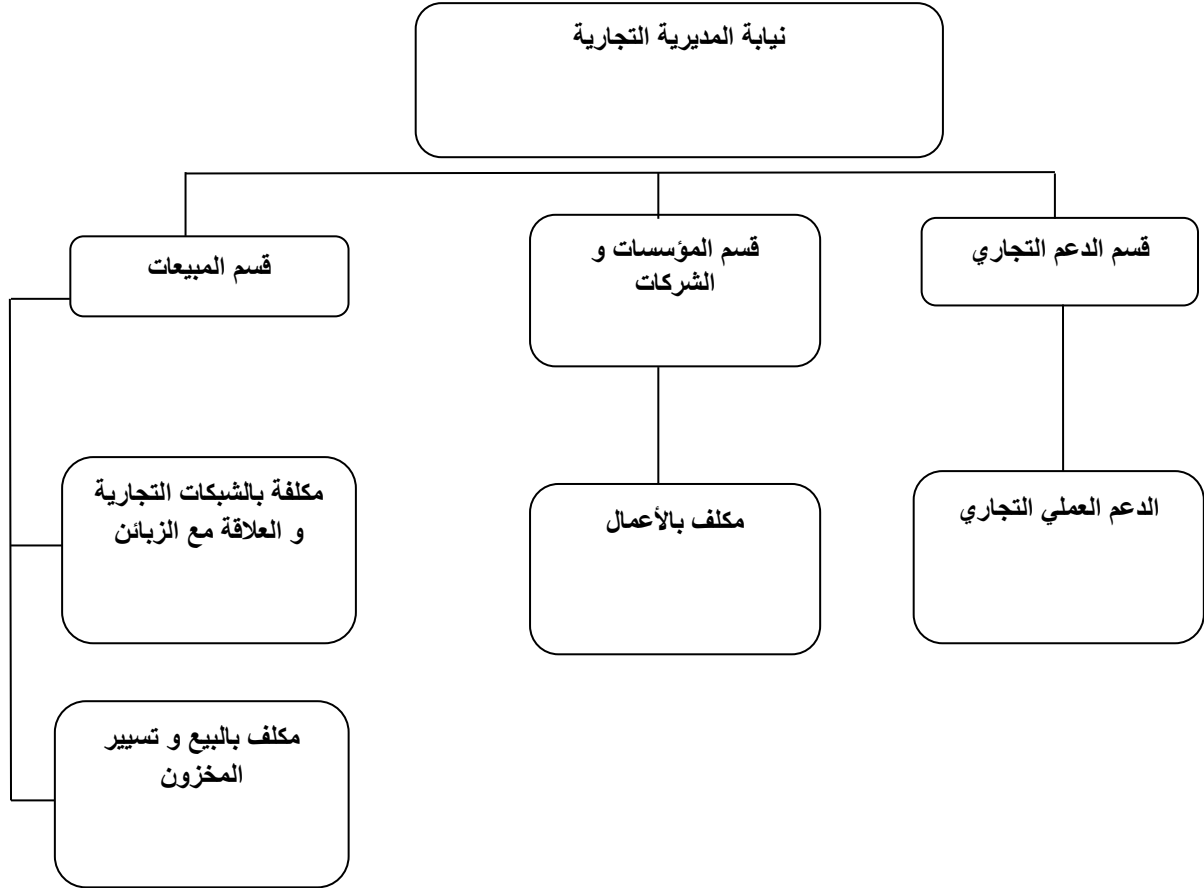 نيابة المديرية التجارية
قسم الدعم التجاري
قسم المؤسسات و
الشركات
قسم المبيعات
الدعم العملي التجاري
مكلف بالأعمال
مكلفة بالشبكات التجارية
و العلاقة مع الزبائن
مكلف بالبيع و تسيير
المخزون